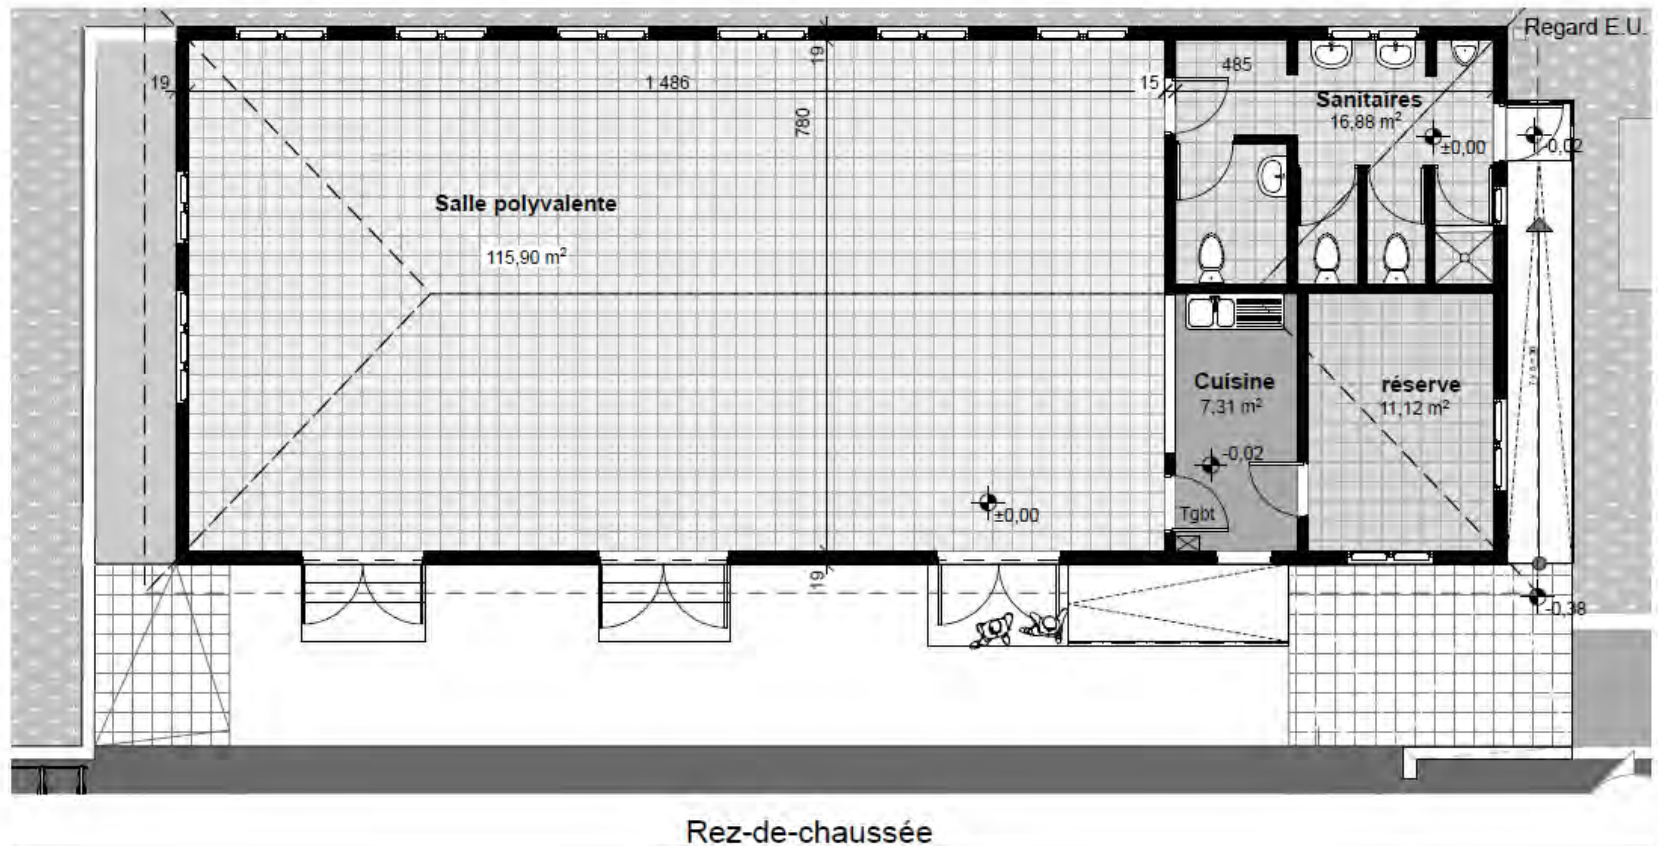 Regard E.U.
19
19
1 486
15
485
780
Sanitaires
16,88 m²
±0,00
-0,02
Salle polyvalente
115,90 m²
Cuisine
7,31 m²
réserve
11,12 m²
-0,02
±0,00
Tgbt
19
-0,38
Rez-de-chaussée